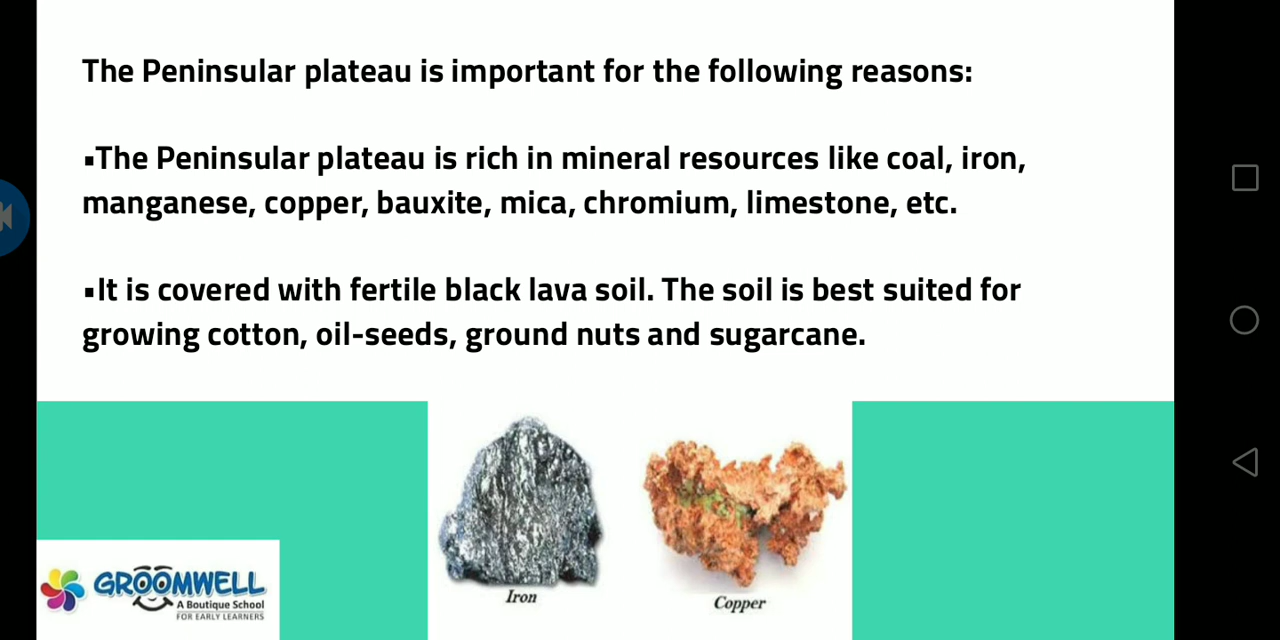 The Peninsular plateau is important for the following reasons:
▪The Peninsular plateau is rich in mineral resources like coal, iron,
manganese, copper, bauxite, mica, chromium, limestone, etc.
▪It is covered with fertile black lava soil. The soil is best suited for
growing cotton, oil-seeds, ground nuts and sugarcane.
Iron
Copper
GROOMWELL
A Boutique School
FOR EARLY LEARNERS